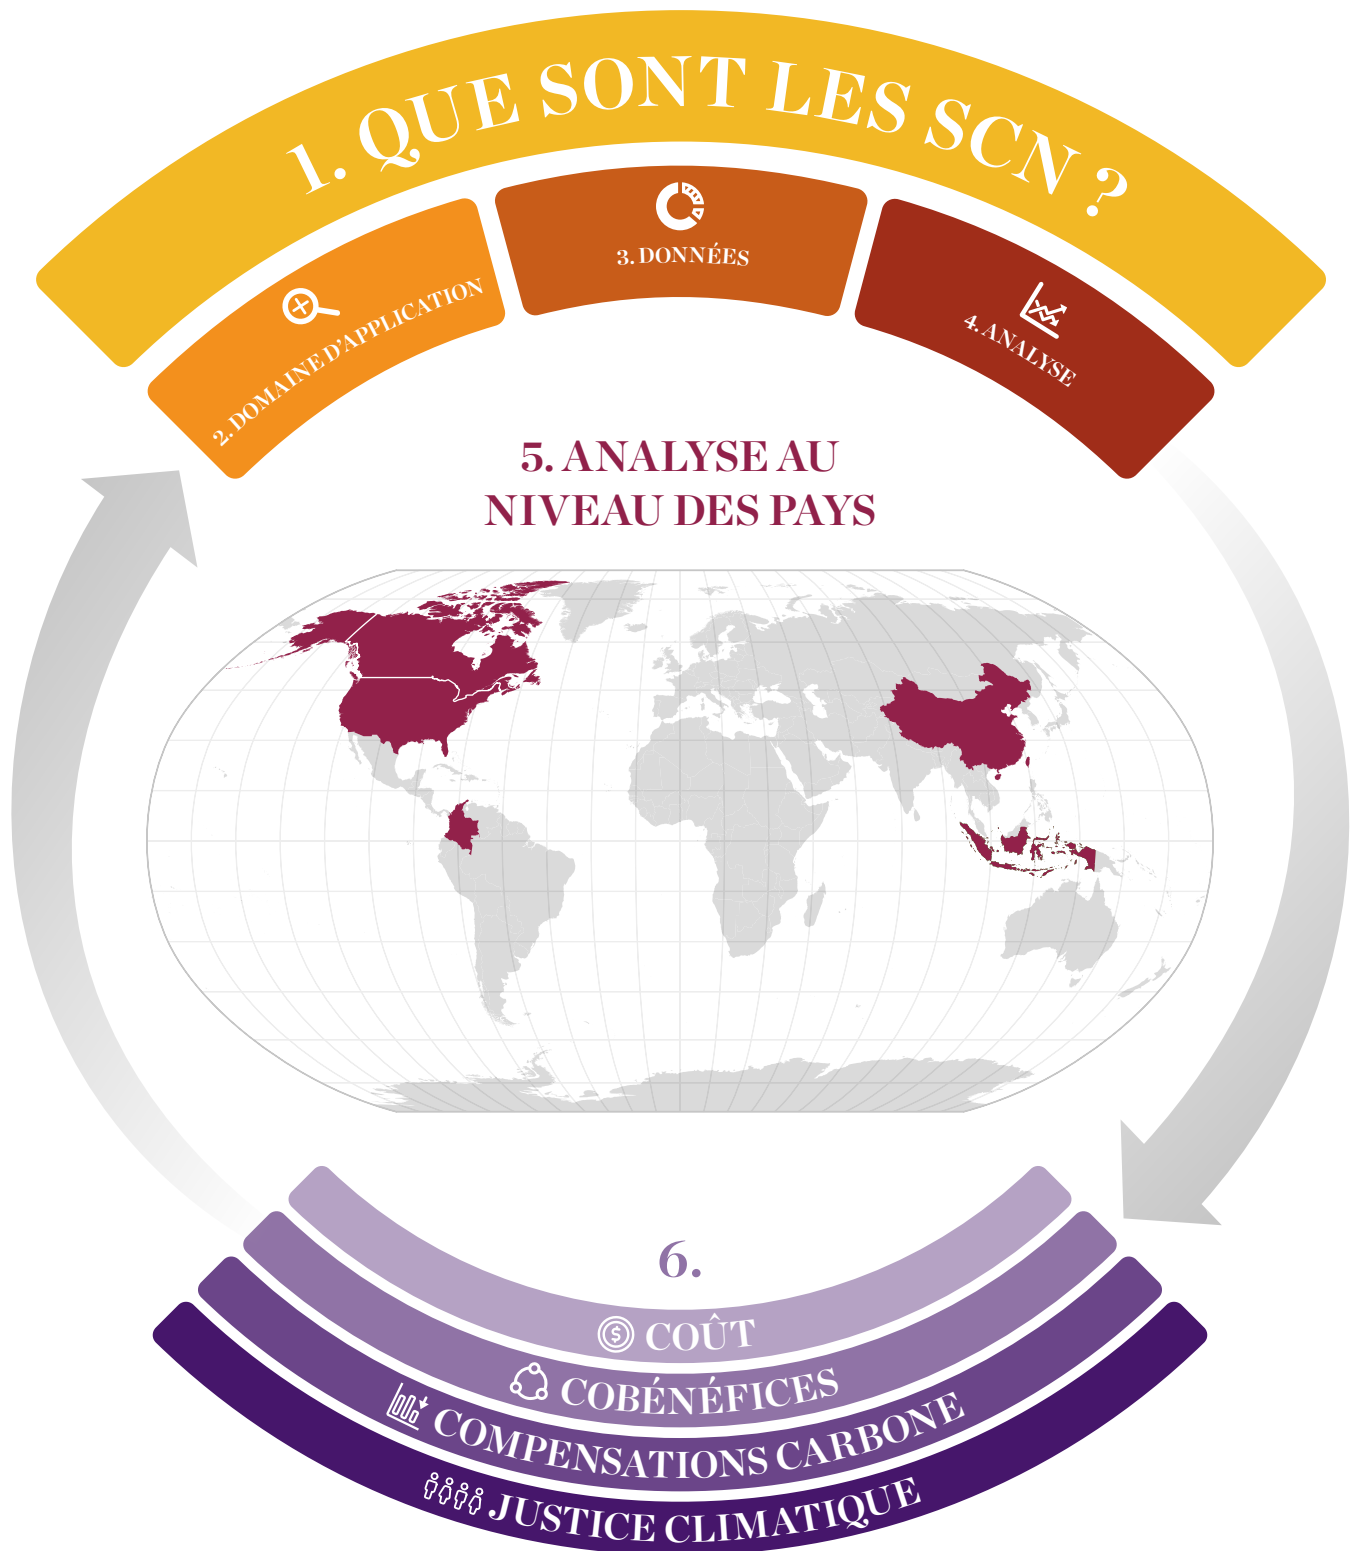 1. QUE SONT LES SCN ?
2. DOMAINE D'APPLICATION
3. DONNÉES
4. ANALYSE
5. ANALYSE AU
NIVEAU DES PAYS
6.
$ COÛT
COBÉNÉFICES
COMPENSATIONS CARBONE
JUSTICE CLIMATIQUE